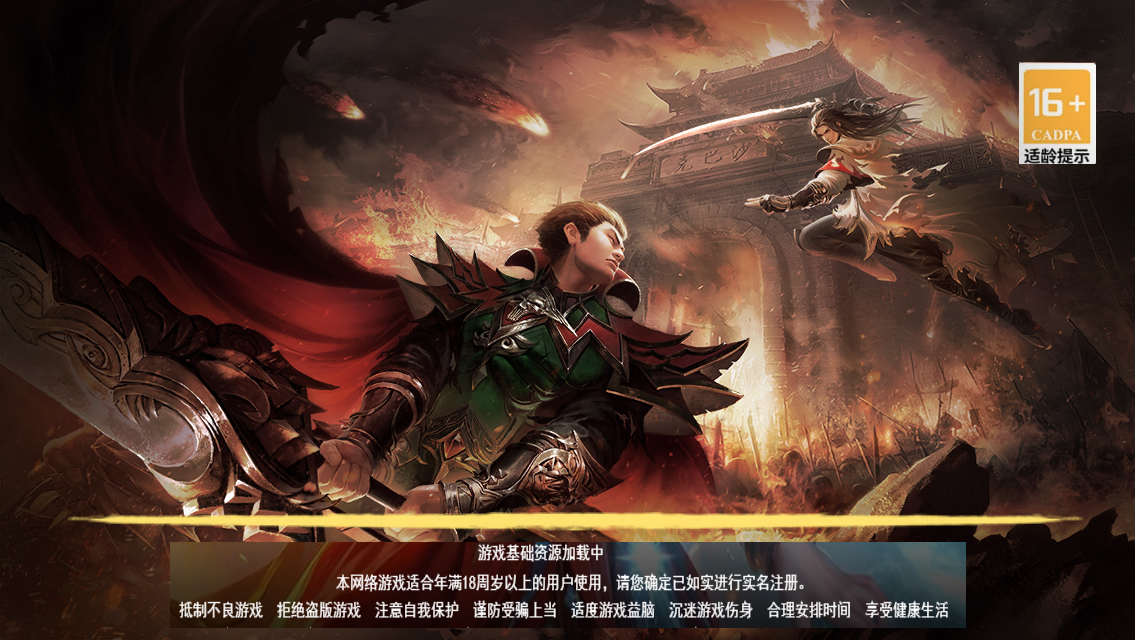 16+
CADPA
适龄提示
克巴沙
游戏基础资源加载中
本网络游戏适合年满18周岁以上的用户使用，请您确定已如实进行实名注册。
抵制不良游戏 拒绝盗版游戏 注意自我保护 谨防受骗上当 适度游戏益脑 沉迷游戏伤身 合理安排时间 享受健康生活